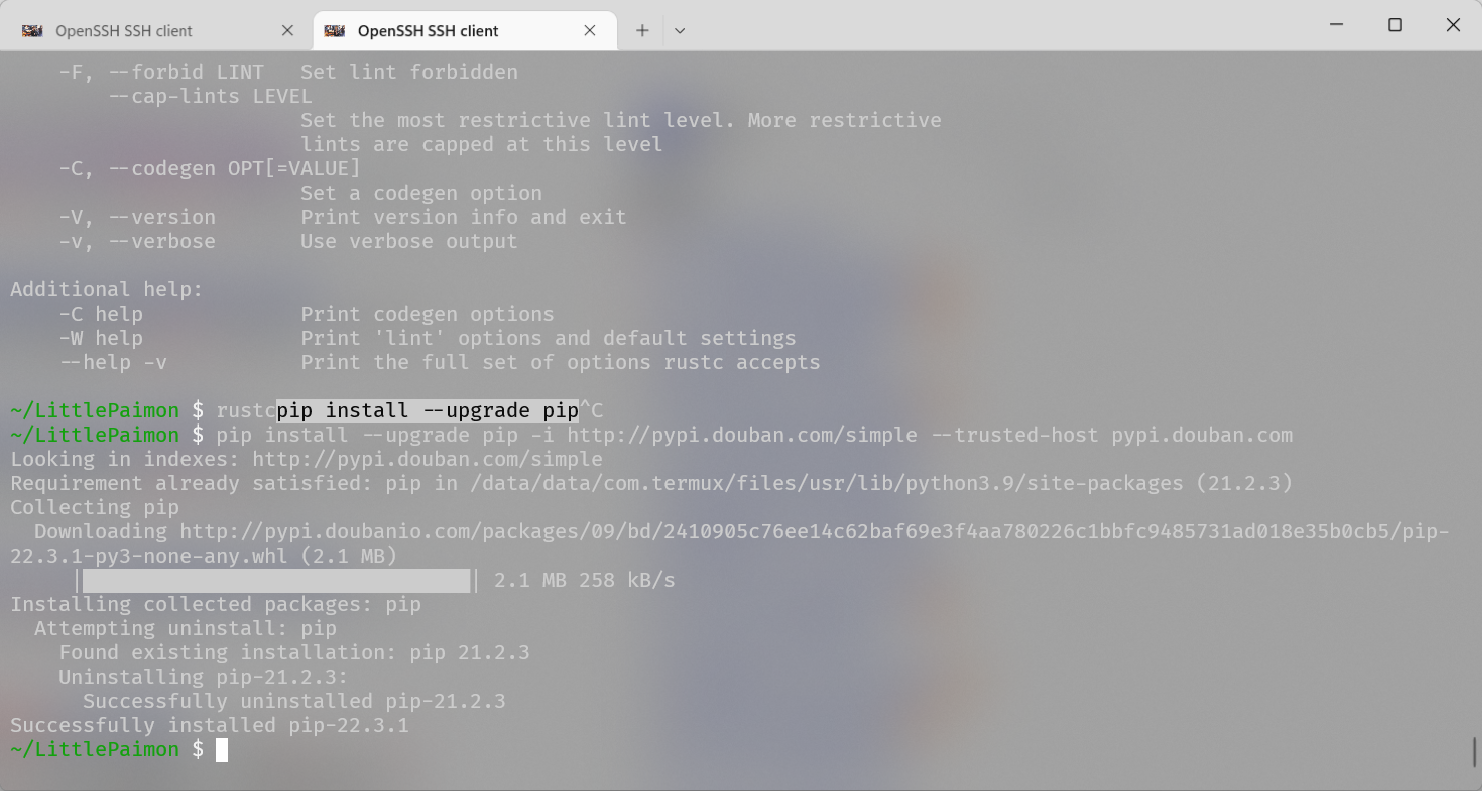 OpenSSH SSH client
OpenSSH SSH client
-F, --forbid LINT   Set lint forbidden
--cap-lints LEVEL
Set the most restrictive lint level. More restrictive
lints are capped at this level
-C, --codegen OPT[=VALUE]
Set a codegen option
-V, --version       Print version info and exit
-v, --verbose       Use verbose output
Additional help:
-C help             Print codegen options
-W help             Print 'lint' options and default settings
--help -v           Print the full set of options rustc accepts
~/LittlePaimon $ rustcpip install --upgrade pip^C
~/LittlePaimon $ pip install --upgrade pip -i http://pypi.douban.com/simple --trusted-host pypi.douban.com
Looking in indexes: http://pypi.douban.com/simple
Requirement already satisfied: pip in /data/data/com.termux/files/usr/lib/python3.9/site-packages (21.2.3)
Collecting pip
Downloading http://pypi.doubanio.com/packages/09/bd/2410905c76ee14c62baf69e3f4aa780226c1bbfc9485731ad018e35b0cb5/pip-
22.3.1-py3-none-any.whl (2.1 MB)
| | 2.1 MB 258 kB/s
Installing collected packages: pip
Attempting uninstall: pip
Found existing installation: pip 21.2.3
Uninstalling pip-21.2.3:
Successfully uninstalled pip-21.2.3
Successfully installed pip-22.3.1
~/LittlePaimon $